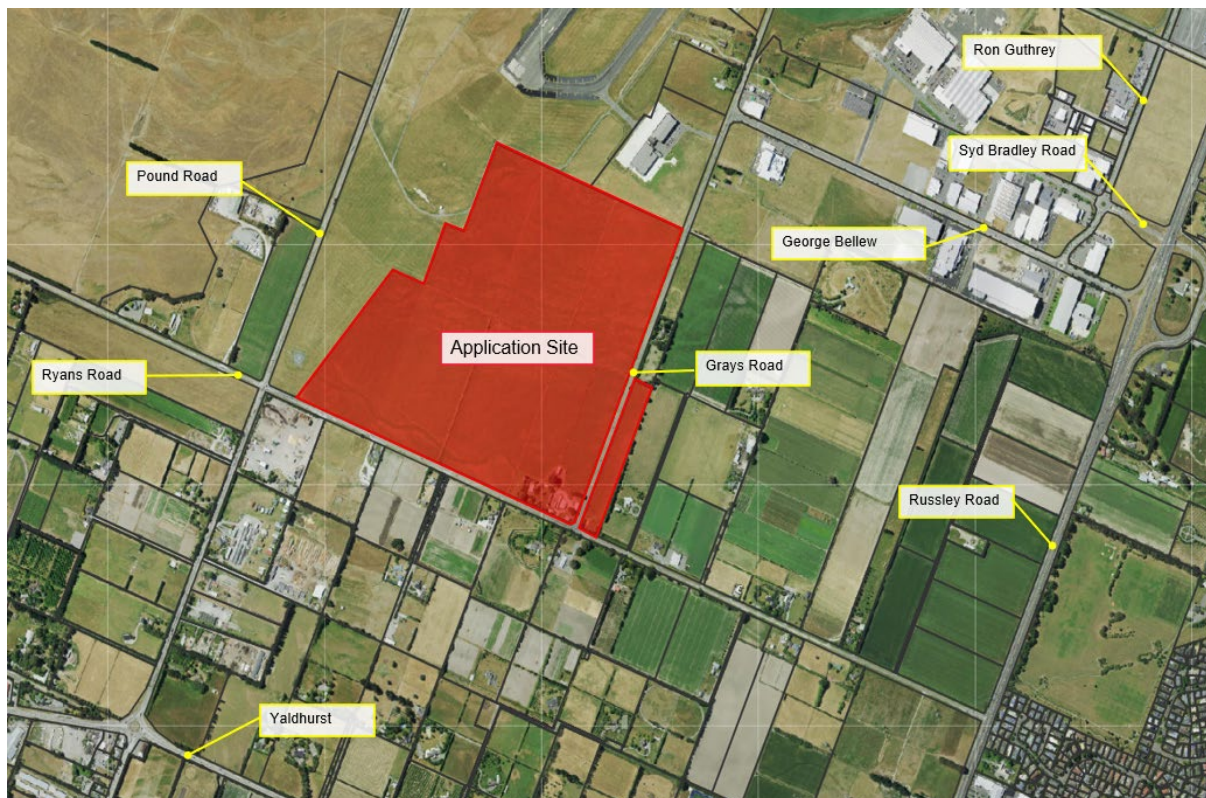 Ron Guthrey
Syd Bradley Road
Pound Road
George Bellew
Application Site
Grays Road
Ryans Road
Russley Road
Yaldhurst